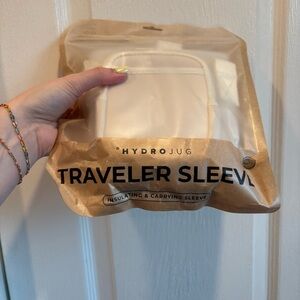 HYDROJUG
TRAVELER SLEEVE
INSULATING & CARRYING SLEEVE